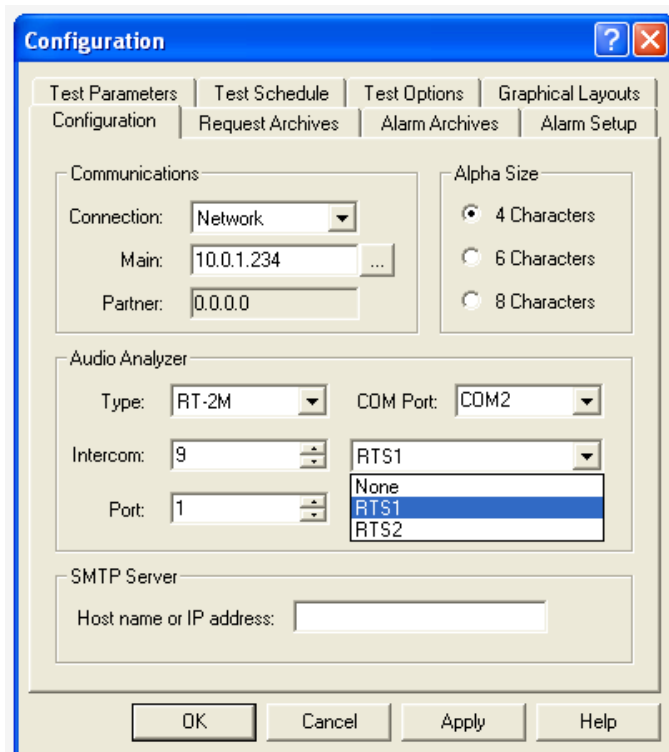 Configuration
Test Parameters Test Schedule Test Options Graphical Layouts
Configuration Request Archives Alarm Archives Alarm Setup
Communications
Connection: Network
Main: 10.0.1.234 ...
Partner: 0.0.0.0
Alpha Size
4 Characters
6 Characters
8 Characters
Audio Analyzer
Type: RT-2M COM Port: COM2
Intercom: 9 RTS1
None
RTS1
RTS2
Port: 1
SMTP Server
Host name or IP address:
OK Cancel Apply Help